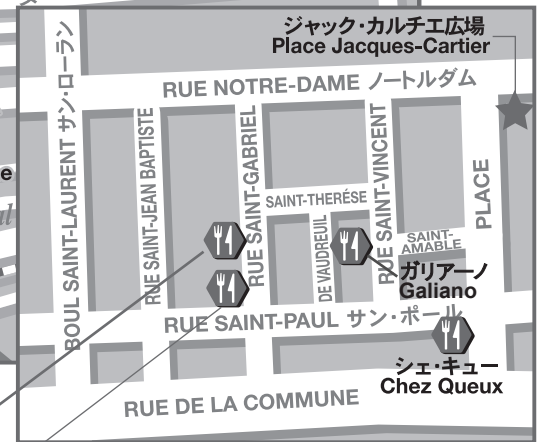 ジャック・カルチエ広場
Place Jacques-Cartier
RUE NOTRE-DAME ノートルダム
BOUL SAINT-LAURENT サン・ローラン
RUE SAINT-JEAN BAPTISTE
RUE SAINT-GABRIEL
SAINT-THERÉSE
DE VAUDREUIL
RUE SAINT-VINCENT
PLACE
SAINT-
AMABLE
ガリアーノ
Galiano
RUE SAINT-PAUL サン・ポール
シェ・キュー
Chez Queux
RUE DE LA COMMUNE